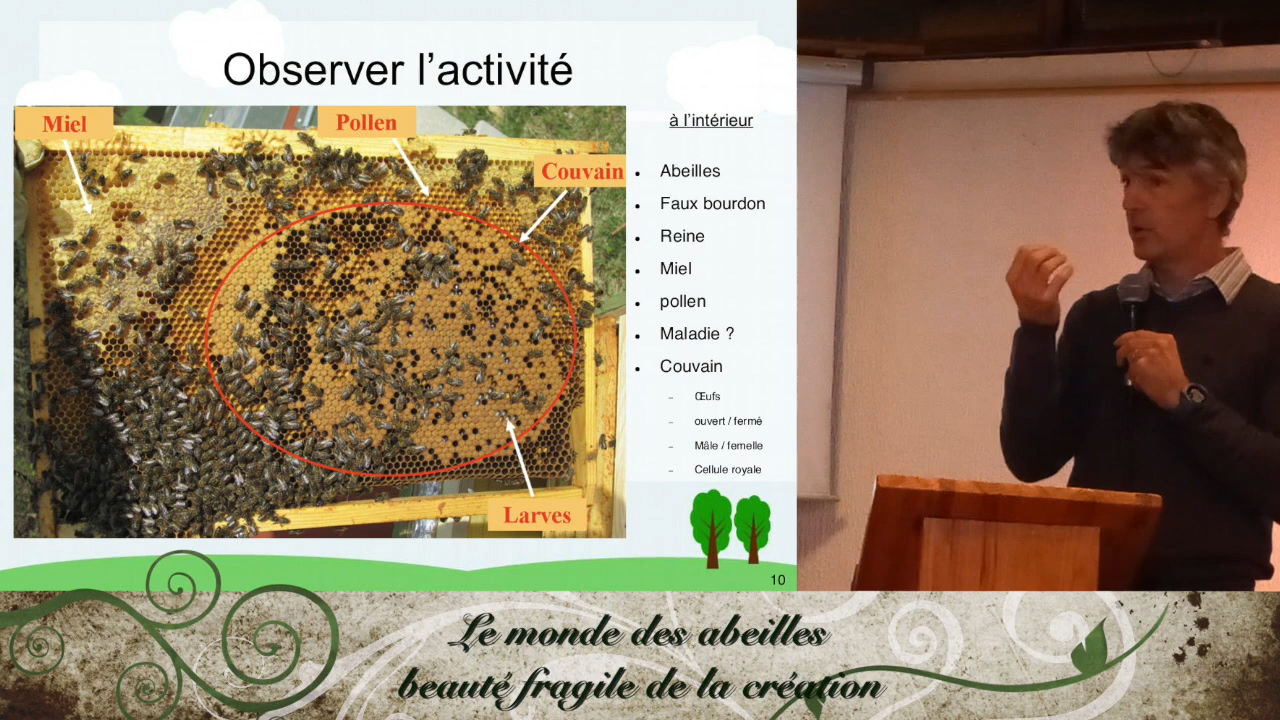 Observer l’activité
Miel
Pollen
Couvain
Larves
à l’intérieur
• Abeilles
• Faux bourdon
• Reine
• Miel
• pollen
• Maladie ?
• Couvain
– Œufs
– ouvert / fermé
– Mâle / femelle
– Cellule royale
10
Le monde des abeilles
beauté fragile de la création